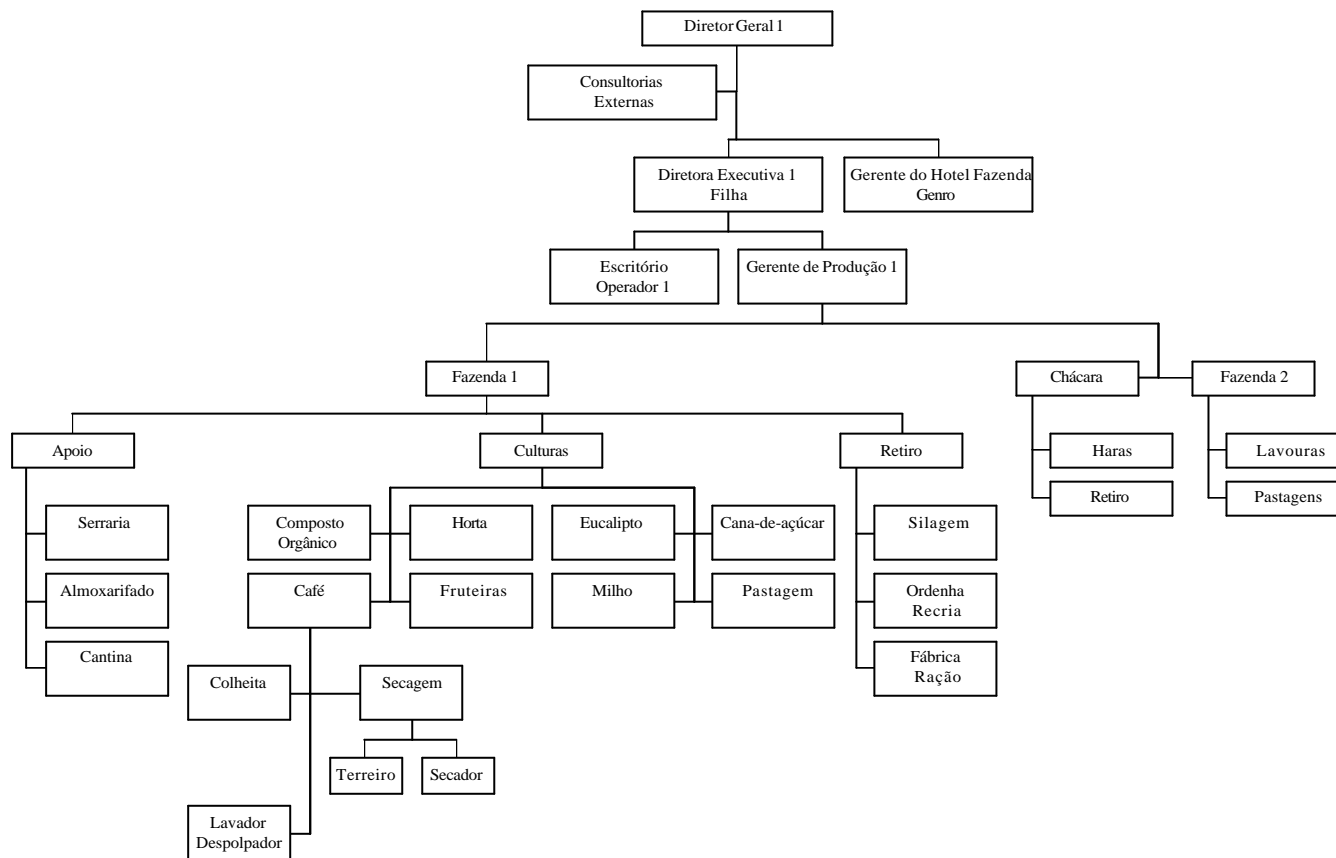 Diretor Geral 1
Consultorias
Externas
Diretora Executiva 1
Filha
Gerente do Hotel Fazenda
Genro
Escritório
Operador 1
Gerente de Produção 1
Fazenda 1
Chácara
Fazenda 2
Apoio
Culturas
Retiro
Haras
Lavouras
Retiro
Pastagens
Serraria
Composto
Orgânico
Horta
Eucalipto
Cana-de-açúcar
Silagem
Almoxarifado
Café
Fruteiras
Milho
Pastagem
Ordenha
Recria
Cantina
Colheita
Secagem
Fábrica
Ração
Terreiro
Secador
Lavador
Despolpador